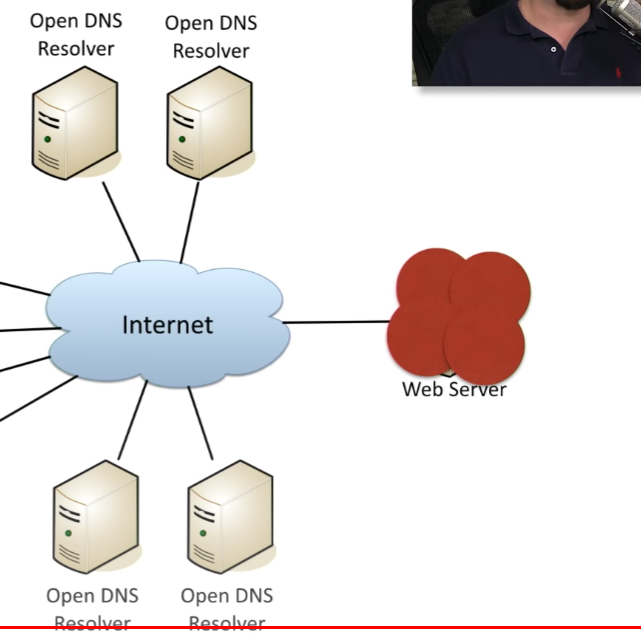 Open DNS
Resolver
Open DNS
Resolver
Internet
Web Server
Open DNS
Resolver
Open DNS
Resolver